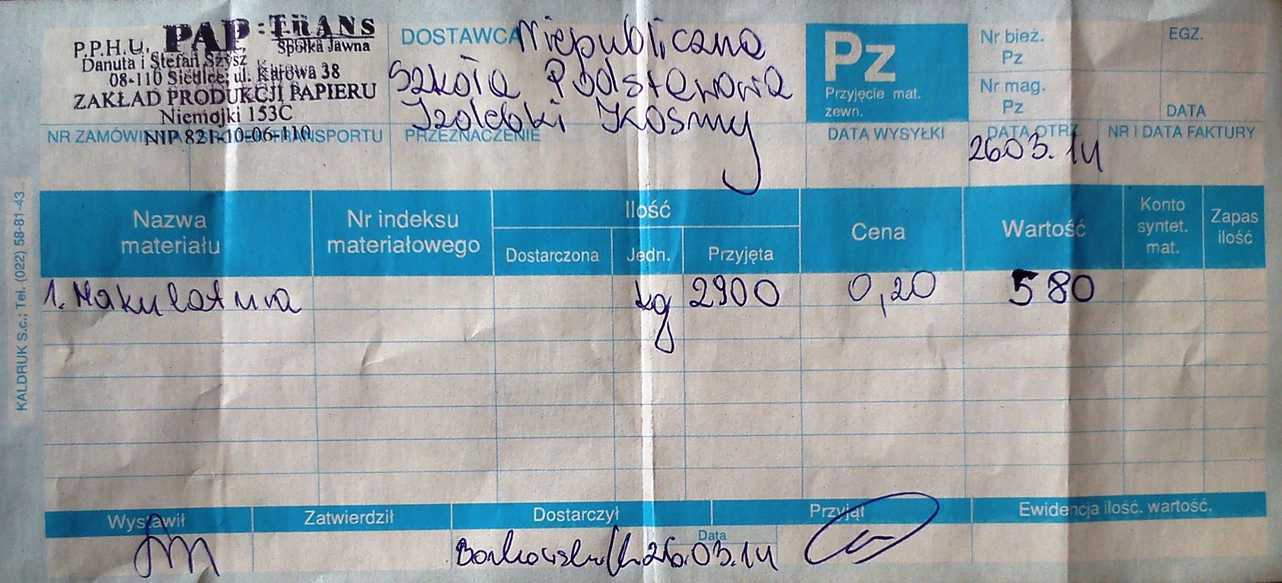 P.P.H.U. PAP-TRANS
Spółka Jawna
Danuta i Stefan Szysz
08-110 Siedlce, ul. Karowa 38
ZAKŁAD PRODUKCJI PAPIERU
Niemojki 153C
NIP 821-10-06-110
DOSTAWCA Niepubliczna
Szkoła Podstawowa
Izdebki Kosmy
Pz
Przyjęcie mat.
zewn.
Nr bież.
Pz
EGZ.
Nr mag.
Pz
DATA
NR ZAMÓWIENIA TRANSPORTU PRZEZNACZENIE DATA WYSYŁKI DATA OTRZ. NR I DATA FAKTURY
26 03. 14
KALDRUK S.c.; Tel. (022) 58-81-43
Nazwa
materiału
Nr indeksu
materiałowego
Ilość
Dostarczona Jedn. Przyjęta
Cena
Wartość
Konto
syntet.
mat.
Zapas
ilość
1. Makulatura kg 2900 0,20 580
Wystawił Zatwierdził Dostarczył Przyjął Ewidencja ilość. wartość.
Data
26.03.14